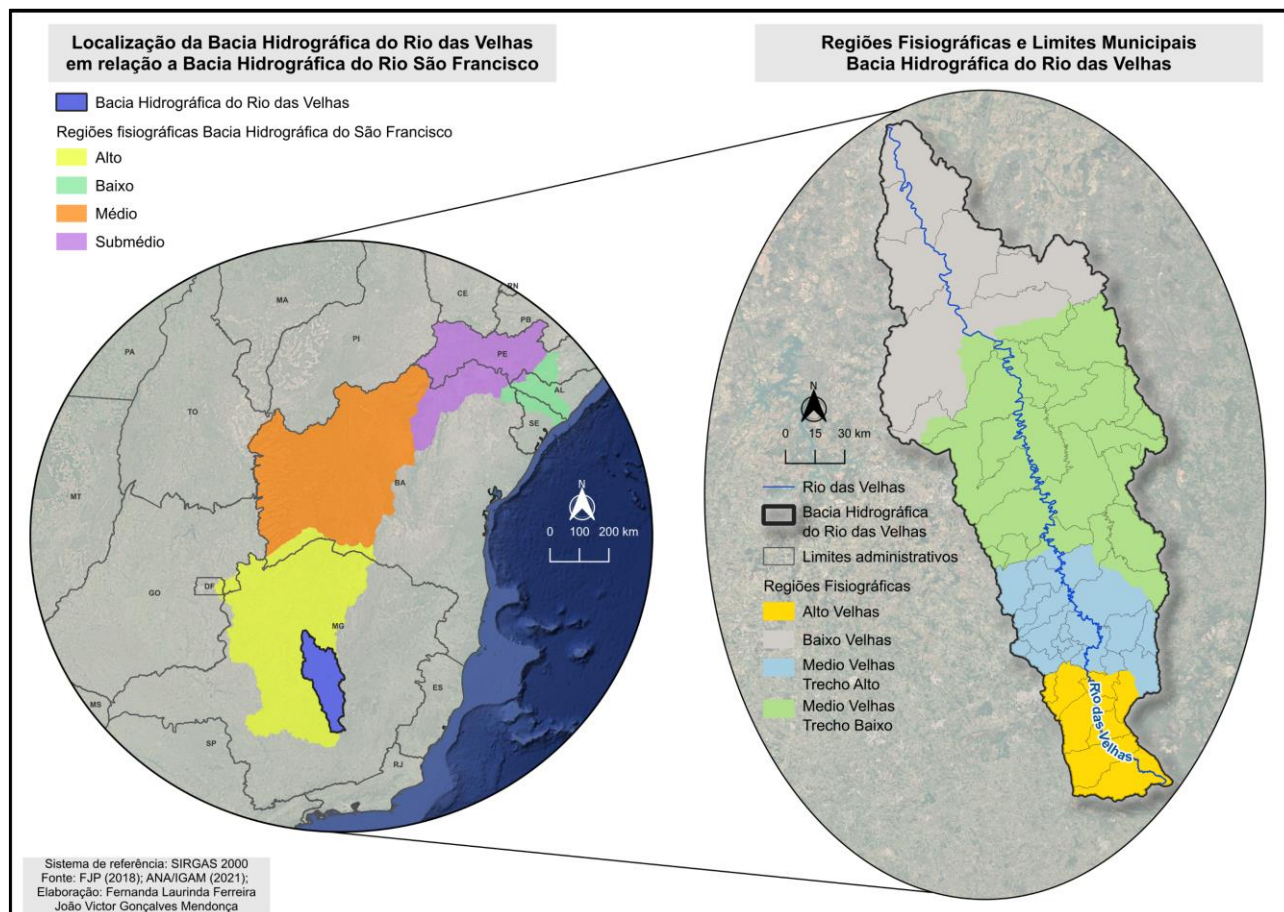 Localização da Bacia Hidrográfica do Rio das Velhas
em relação a Bacia Hidrográfica do Rio São Francisco
Bacia Hidrográfica do Rio das Velhas
Regiões fisiográficas Bacia Hidrográfica do São Francisco
Alto
Baixo
Médio
Submédio
MA
CE
RN
PB
PI
PA
PE
TO
AL
SE
MT
BA
N
0 100 200 km
DF
GO
MG
ES
MS
SP
RJ
Sistema de referência: SIRGAS 2000
Fonte: FJP (2018); ANA/IGAM (2021);
Elaboração: Fernanda Laurinda Ferreira
João Victor Gonçalves Mendonça
Regiões Fisiográficas e Limites Municipais
Bacia Hidrográfica do Rio das Velhas
N
0 15 30 km
Rio das Velhas
Bacia Hidrográfica
do Rio das Velhas
Limites administrativos
Regiões Fisiográficas
Alto Velhas
Baixo Velhas
Medio Velhas
Trecho Alto
Medio Velhas
Trecho Baixo
Rio das Velhas